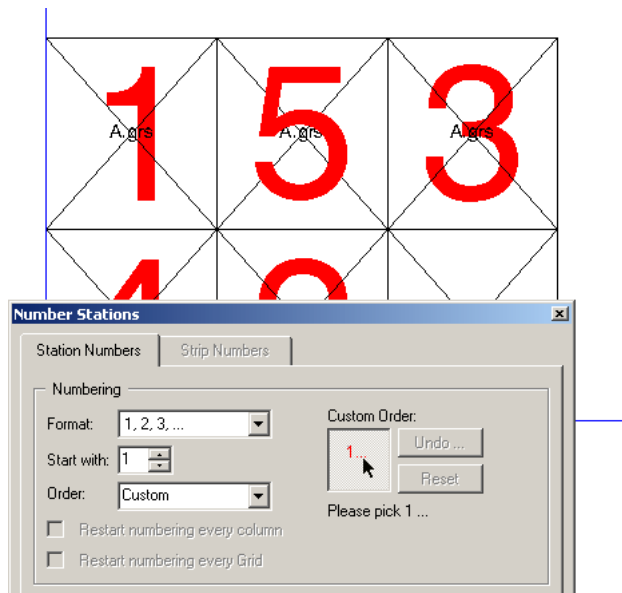 1 5 3
A.grs A.grs A.grs
Number Stations
Station Numbers Strip Numbers
Numbering
Format: 1, 2, 3, ...
Custom Order:
1...
Undo ...
Start with: 1
Reset
Order: Custom
Please pick 1 ...
Restart numbering every column
Restart numbering every Grid